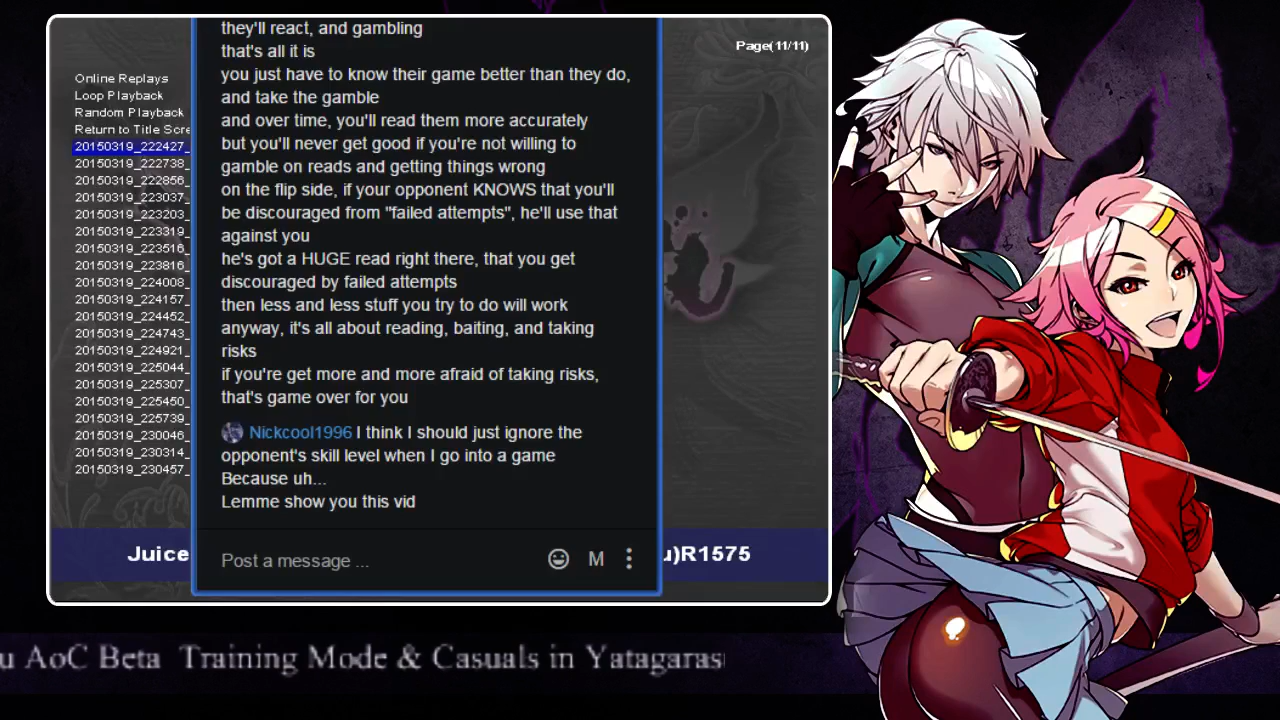 they'll react, and gambling
that's all it is
you just have to know their game better than they do,
and take the gamble
and over time, you'll read them more accurately
but you'll never get good if you're not willing to
gamble on reads and getting things wrong
on the flip side, if your opponent KNOWS that you'll
be discouraged from "failed attempts", he'll use that
against you
he's got a HUGE read right there, that you get
discouraged by failed attempts
then less and less stuff you try to do will work
anyway, it's all about reading, baiting, and taking
risks
if you're get more and more afraid of taking risks,
that's game over for you
Nickcool1996 I think I should just ignore the
opponent's skill level when I go into a game
Because uh...
Lemme show you this vid
Post a message ...
M
Page(11/11)
Online Replays
Loop Playback
Random Playback
Return to Title Scre
20150319_222427_
20150319_222738_
20150319_222856_
20150319_223037_
20150319_223203_
20150319_223319_
20150319_223516_
20150319_223816_
20150319_224008_
20150319_224157_
20150319_224452_
20150319_224743_
20150319_224921_
20150319_225044_
20150319_225307_
20150319_225450_
20150319_225739_
20150319_230046_
20150319_230314_
20150319_230457_
Juice
u)R1575
u AoC Beta Training Mode & Casuals in Yatagaras